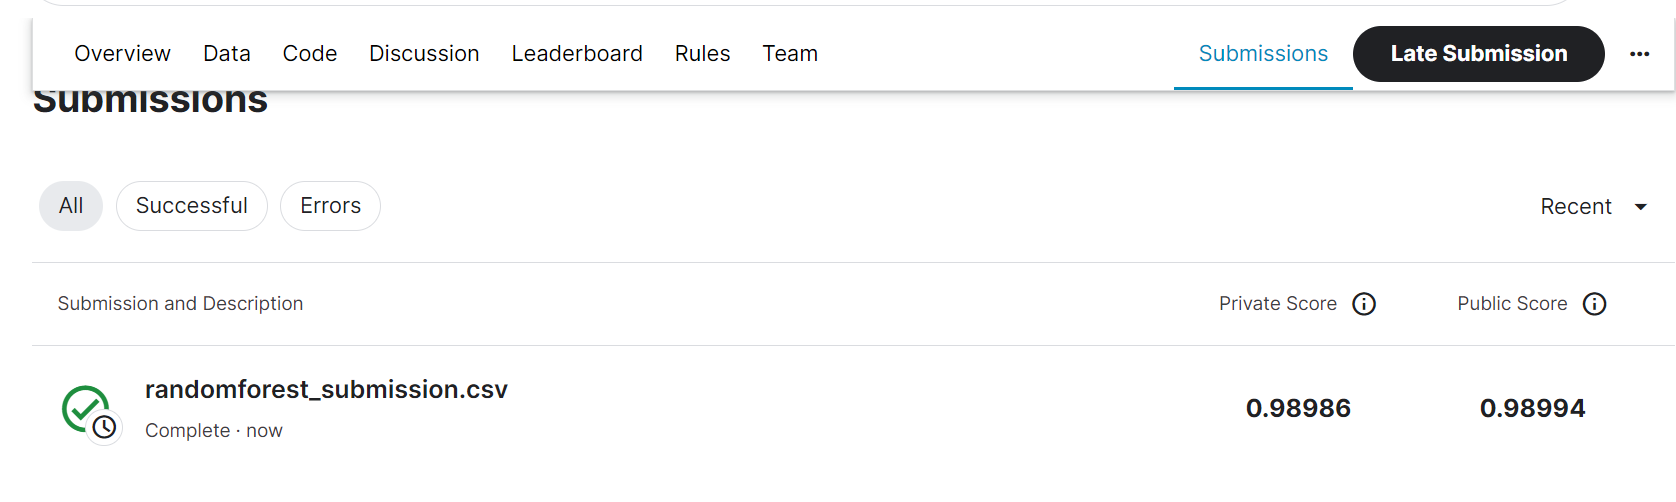 Overview Data Code Discussion Leaderboard Rules Team Submissions Late Submission
Submissions
All Successful Errors Recent
Submission and Description Private Score Public Score
randomforest_submission.csv 0.98986 0.98994
Complete · now